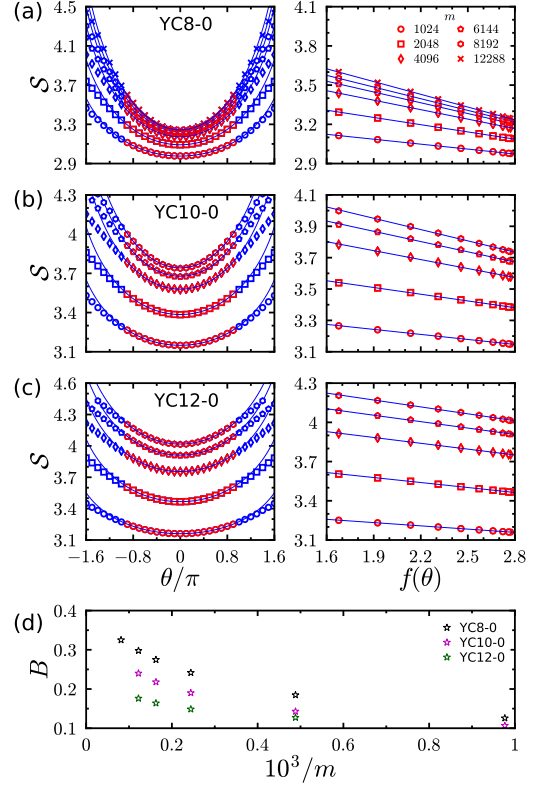 (a)
YC8-0
4.5
4.1
3.7
3.3
2.9
S
m
1024
2048
4096
6144
8192
12288
4.1
3.8
3.5
3.2
2.9
(b)
YC10-0
4.3
4
3.7
3.4
3.1
S
4.1
3.9
3.7
3.5
3.3
3.1
(c)
YC12-0
4.6
4.3
4
3.7
3.4
3.1
S
−1.6 −0.8 0 0.8 1.6
θ/π
4.3
4
3.7
3.4
3.1
1.6 1.9 2.2 2.5 2.8
f(θ)
(d)
YC8-0
YC10-0
YC12-0
0.4
0.3
0.2
0.1
B
0 0.2 0.4 0.6 0.8 1
10³/m